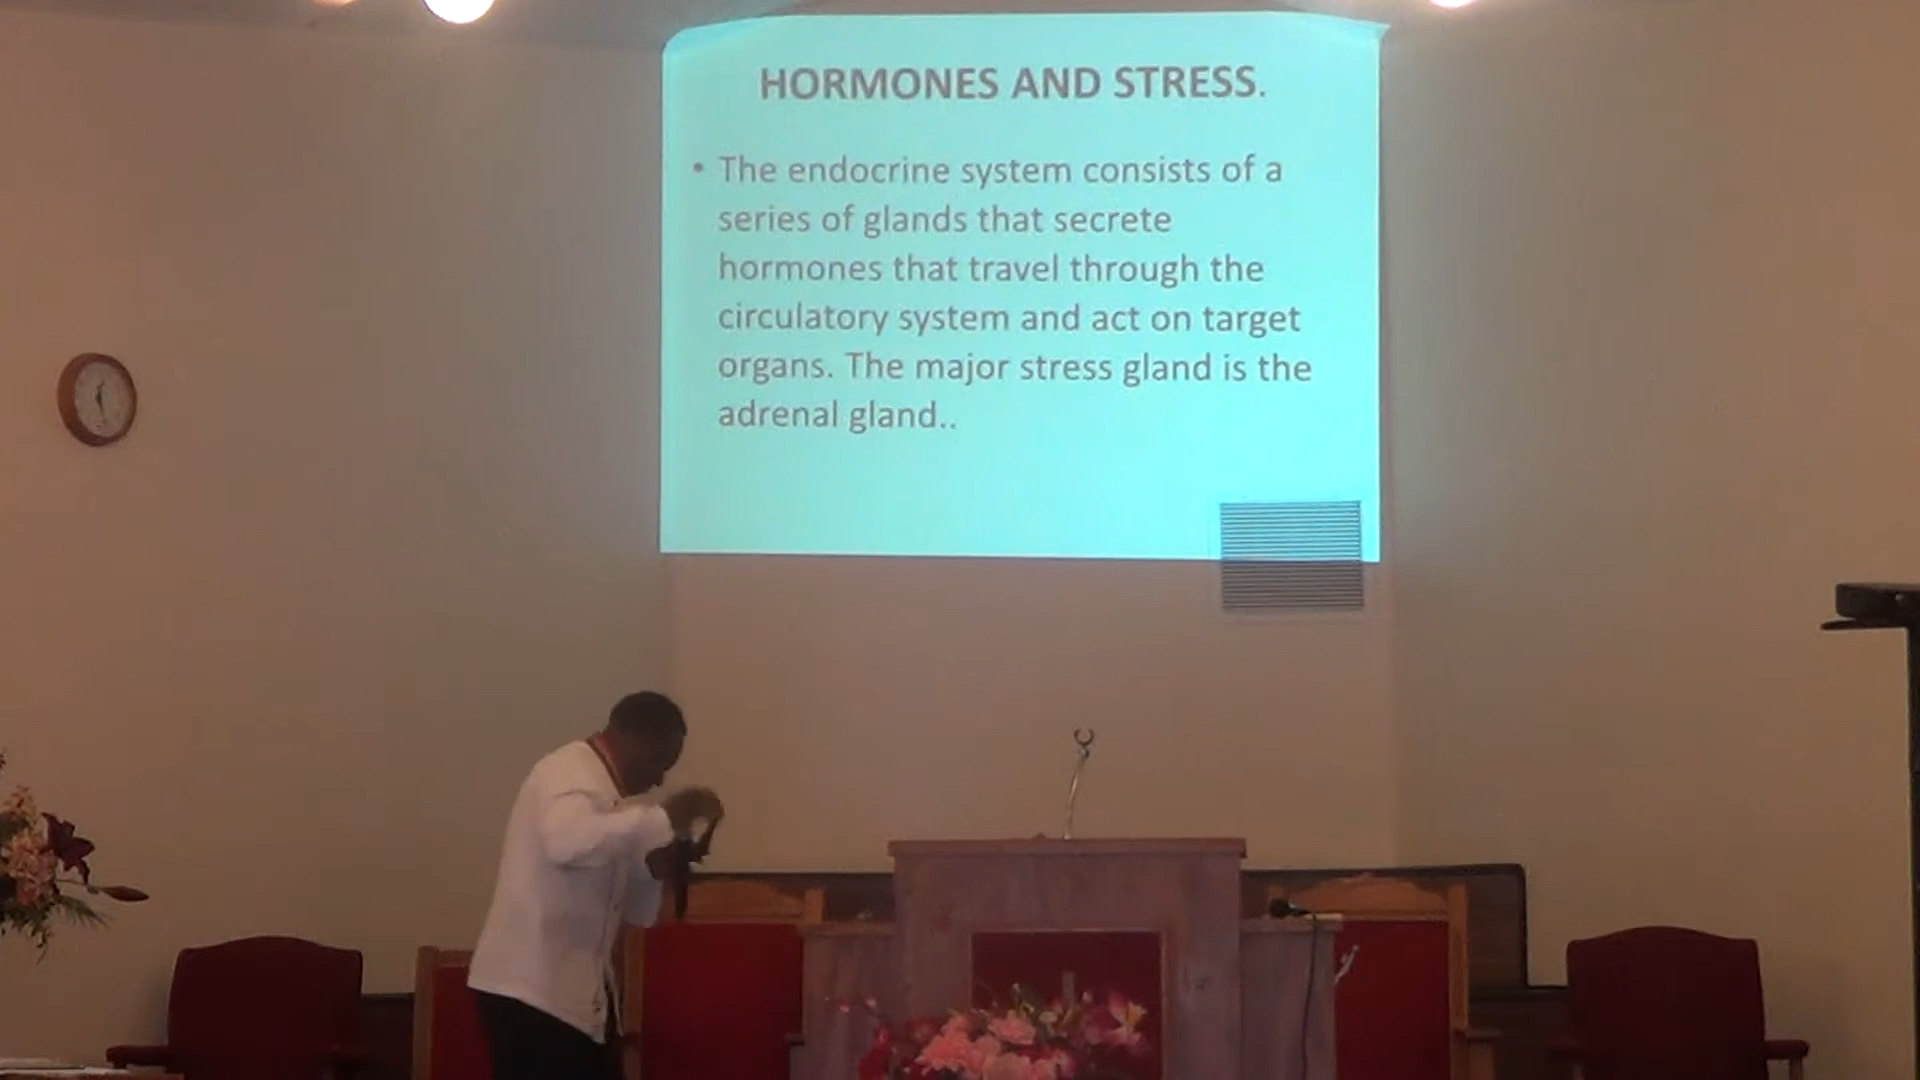 HORMONES AND STRESS.
• The endocrine system consists of a
series of glands that secrete
hormones that travel through the
circulatory system and act on target
organs. The major stress gland is the
adrenal gland..